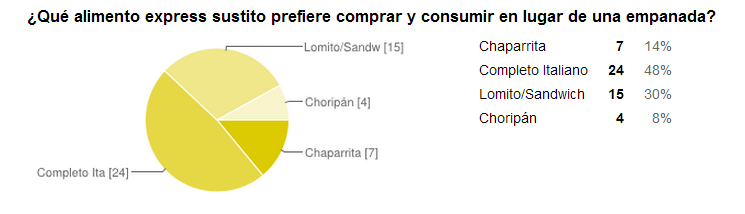 ¿Qué alimento express sustito prefiere comprar y consumir en lugar de una empanada?
Lomito/Sandw [15]
Choripán [4]
Chaparrita [7]
Completo Ita [24]
Chaparrita 7 14%
Completo Italiano 24 48%
Lomito/Sandwich 15 30%
Choripán 4 8%